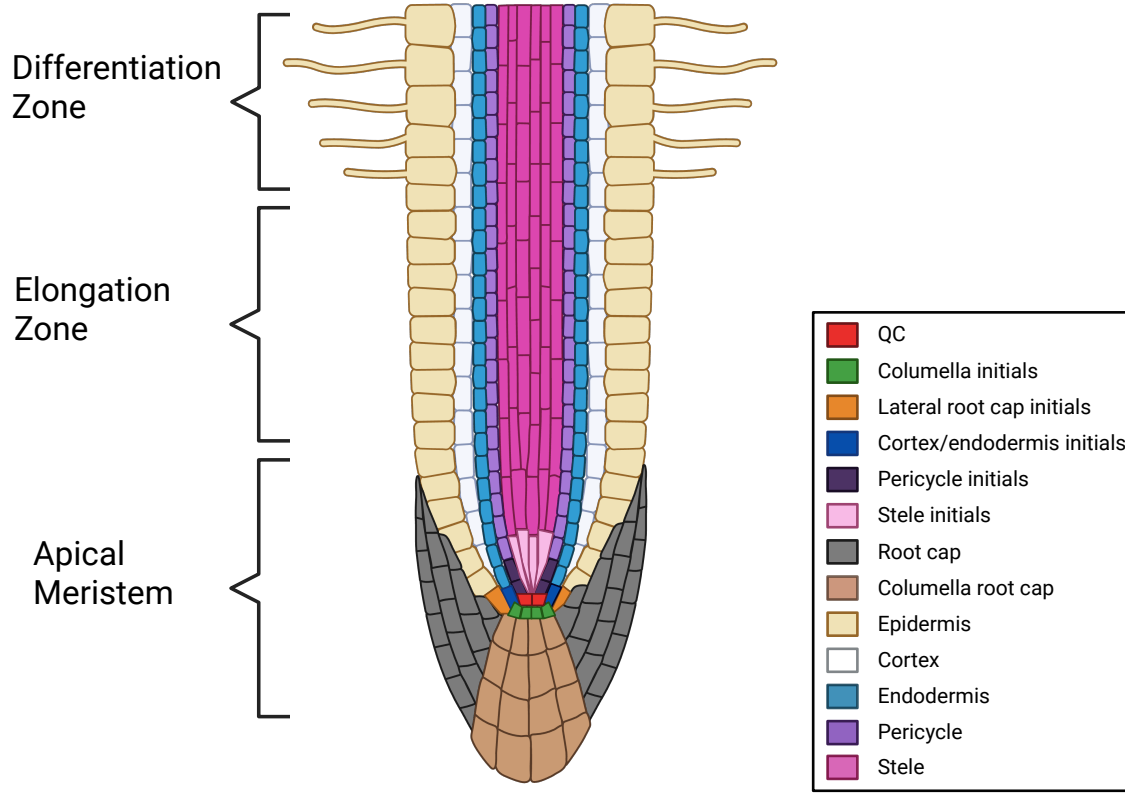 Differentiation
Zone
Elongation
Zone
Apical
Meristem
QC
Columella initials
Lateral root cap initials
Cortex/endodermis initials
Pericycle initials
Stele initials
Root cap
Columella root cap
Epidermis
Cortex
Endodermis
Pericycle
Stele